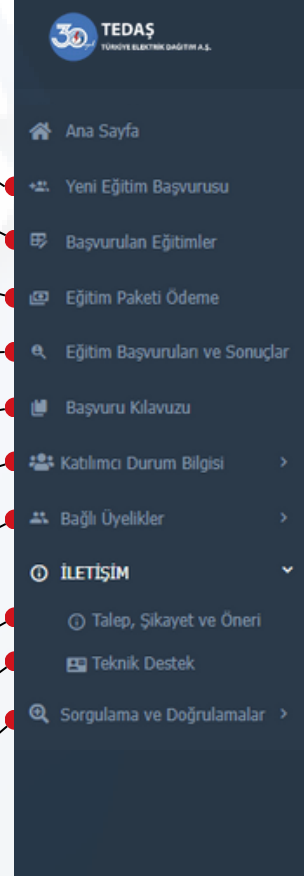 30.yıl
TEDAŞ
TÜRKİYE ELEKTRİK DAĞITIM A.Ş.
Ana Sayfa
Yeni Eğitim Başvurusu
Başvurulan Eğitimler
Eğitim Paketi Ödeme
Eğitim Başvuruları ve Sonuçlar
Başvuru Kılavuzu
Katılımcı Durum Bilgisi
Bağlı Üyelikler
İLETİŞİM
Talep, Şikayet ve Öneri
Teknik Destek
Sorgulama ve Doğrulamalar